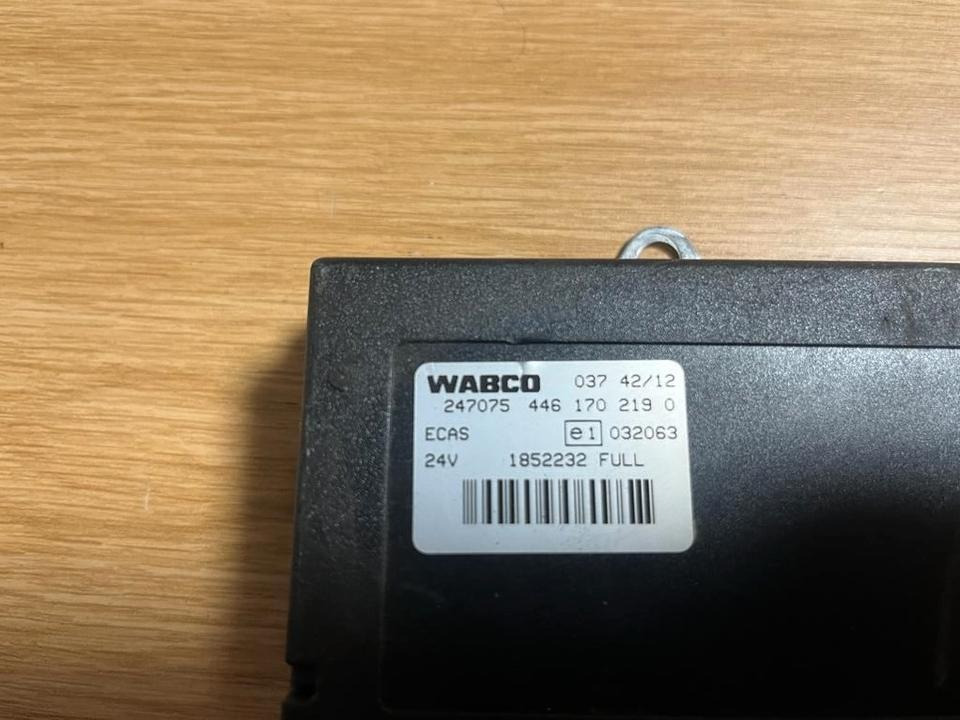 WABCO 037 42/12
247075 446 170 219 0
ECAS e1 032063
24V 1852232 FULL